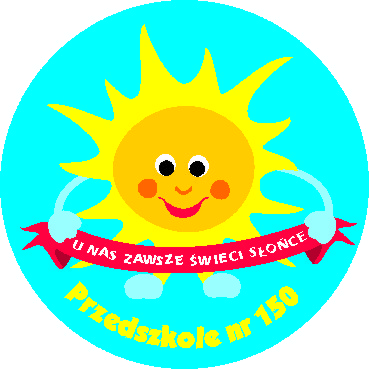 U NAS ZAWSZE ŚWIECI SŁOŃCE
Przedszkole nr 150